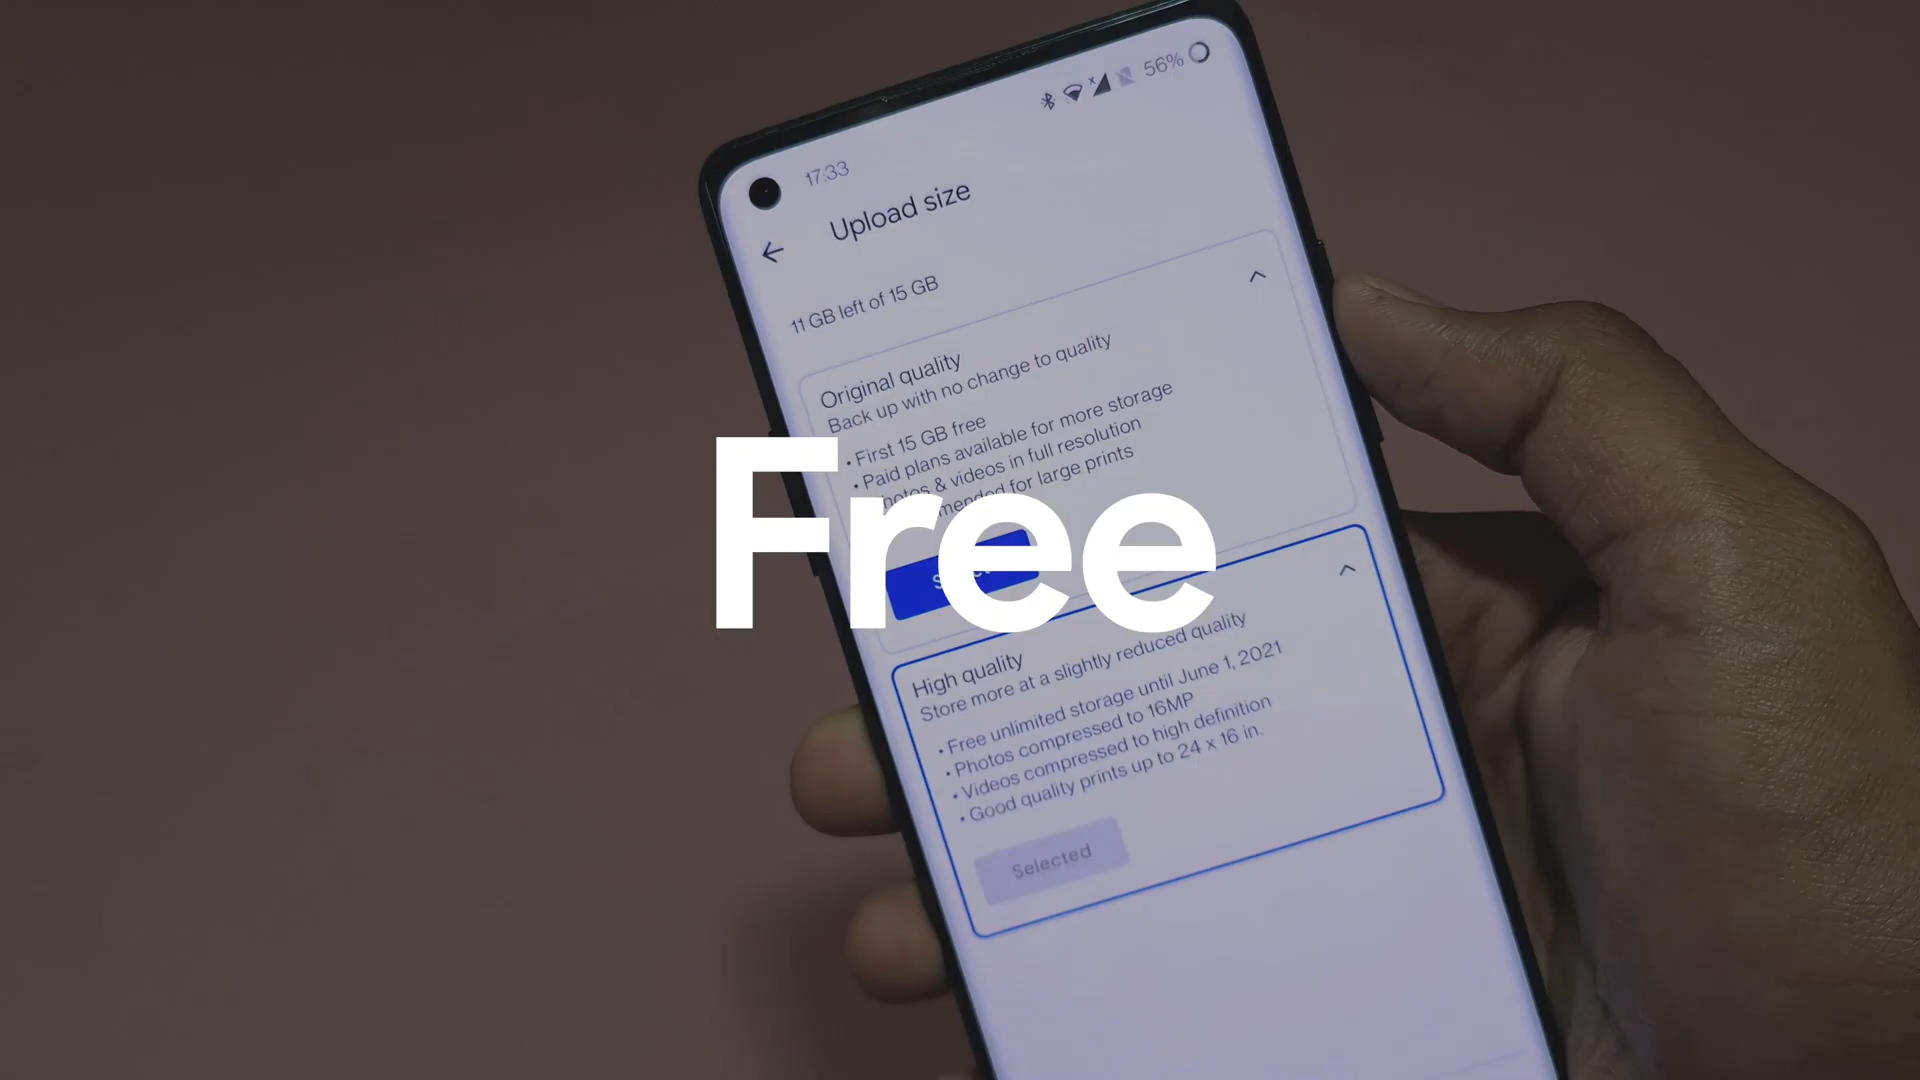 56%
17:33
Upload size
11 GB left of 15 GB
Original quality
Back up with no change to quality
• First 15 GB free
• Paid plans available for more storage
& videos in full resolution
for large prints
Free
High quality
Store more at a slightly reduced quality
• Free unlimited storage until June 1, 2021
• Photos compressed to 16MP
• Videos compressed to high definition
• Good quality prints up to 24 x 16 in.
Selected